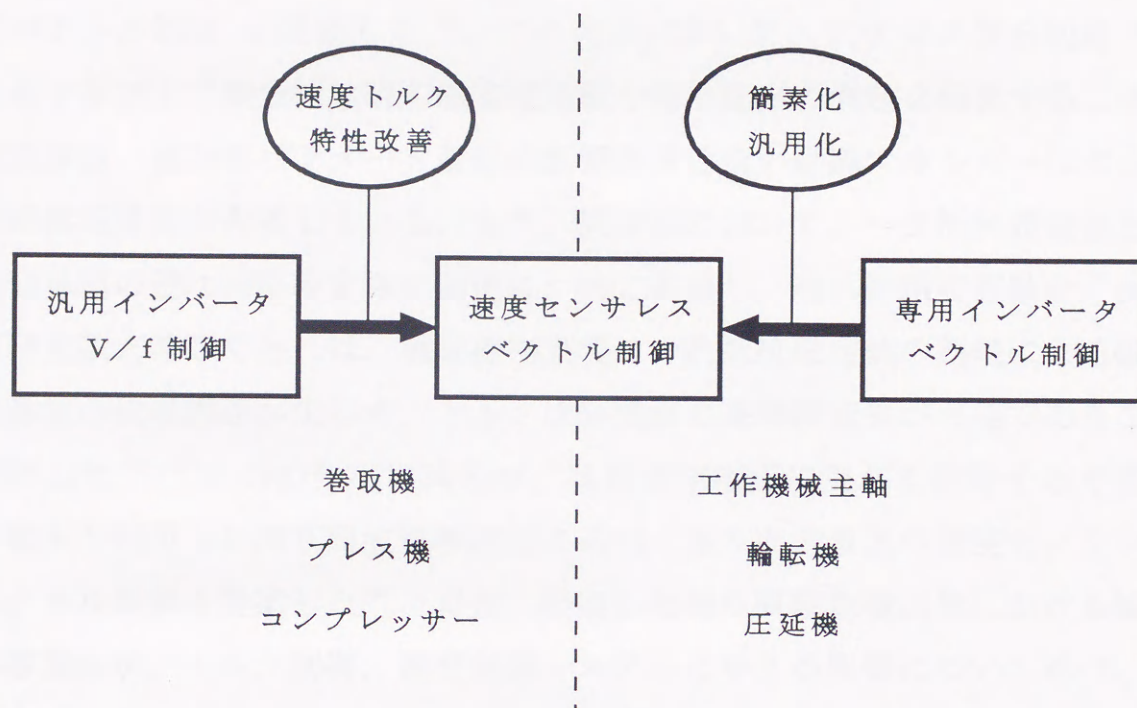 速度トルク
特性改善
簡素化
汎用化
汎用インバータ
V/f 制御
速度センサレス
ベクトル制御
専用インバータ
ベクトル制御
巻取機
プレス機
コンプレッサー
工作機械主軸
輪転機
圧延機